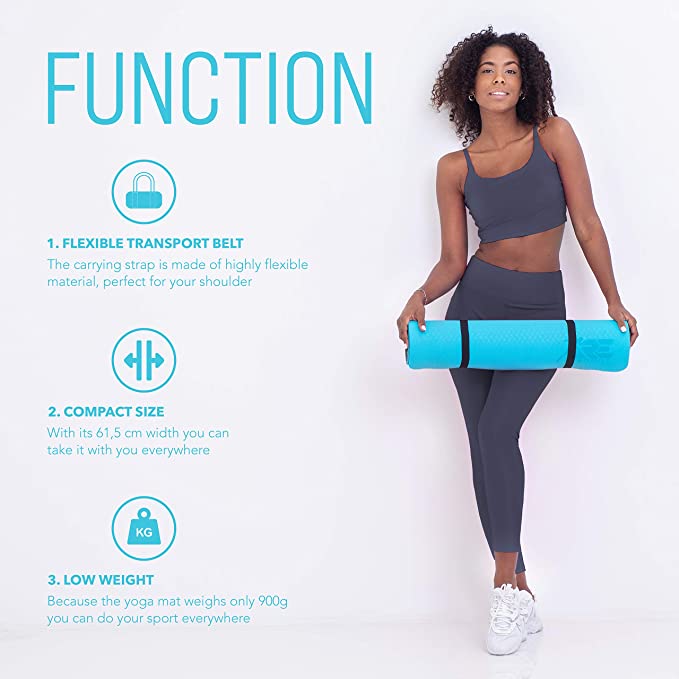 FUNCTION
1. FLEXIBLE TRANSPORT BELT
The carrying strap is made of highly flexible
material, perfect for your shoulder
2. COMPACT SIZE
With its 61,5 cm width you can
take it with you everywhere
KG
3. LOW WEIGHT
Because the yoga mat weighs only 900g
you can do your sport everywhere